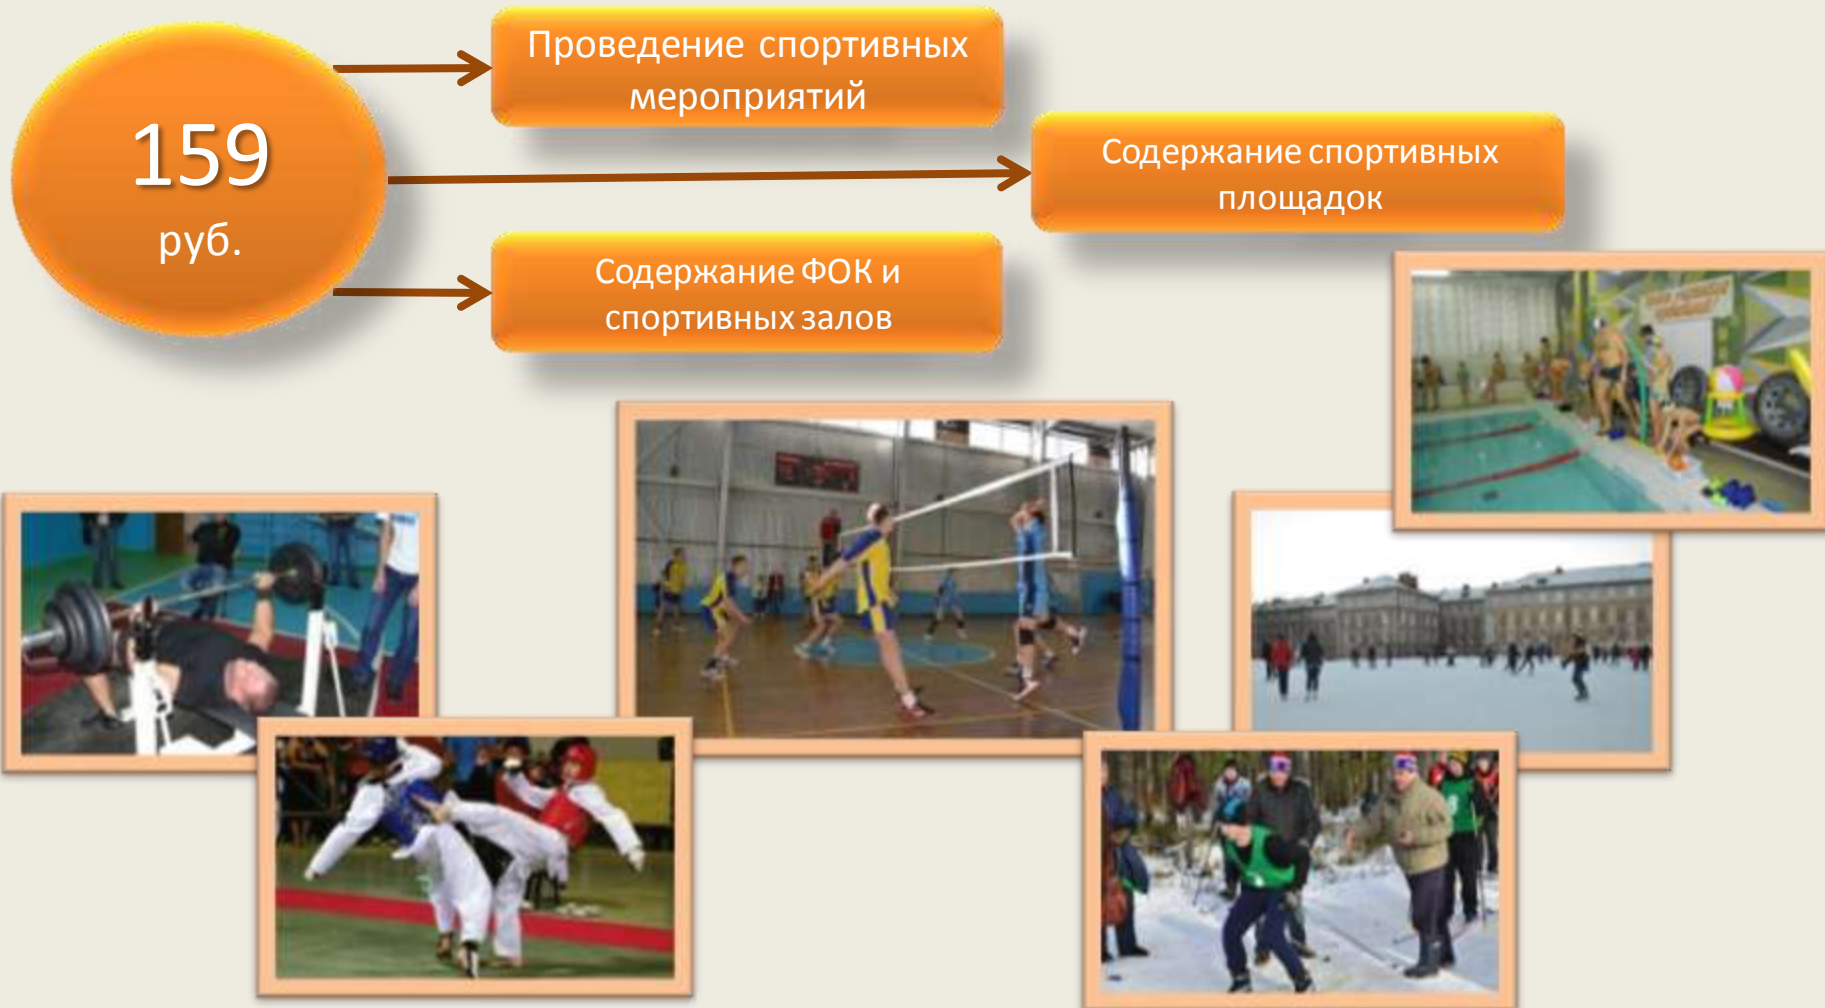 159
руб.
Проведение спортивных
мероприятий
Содержание спортивных
площадок
Содержание ФОК и
спортивных залов